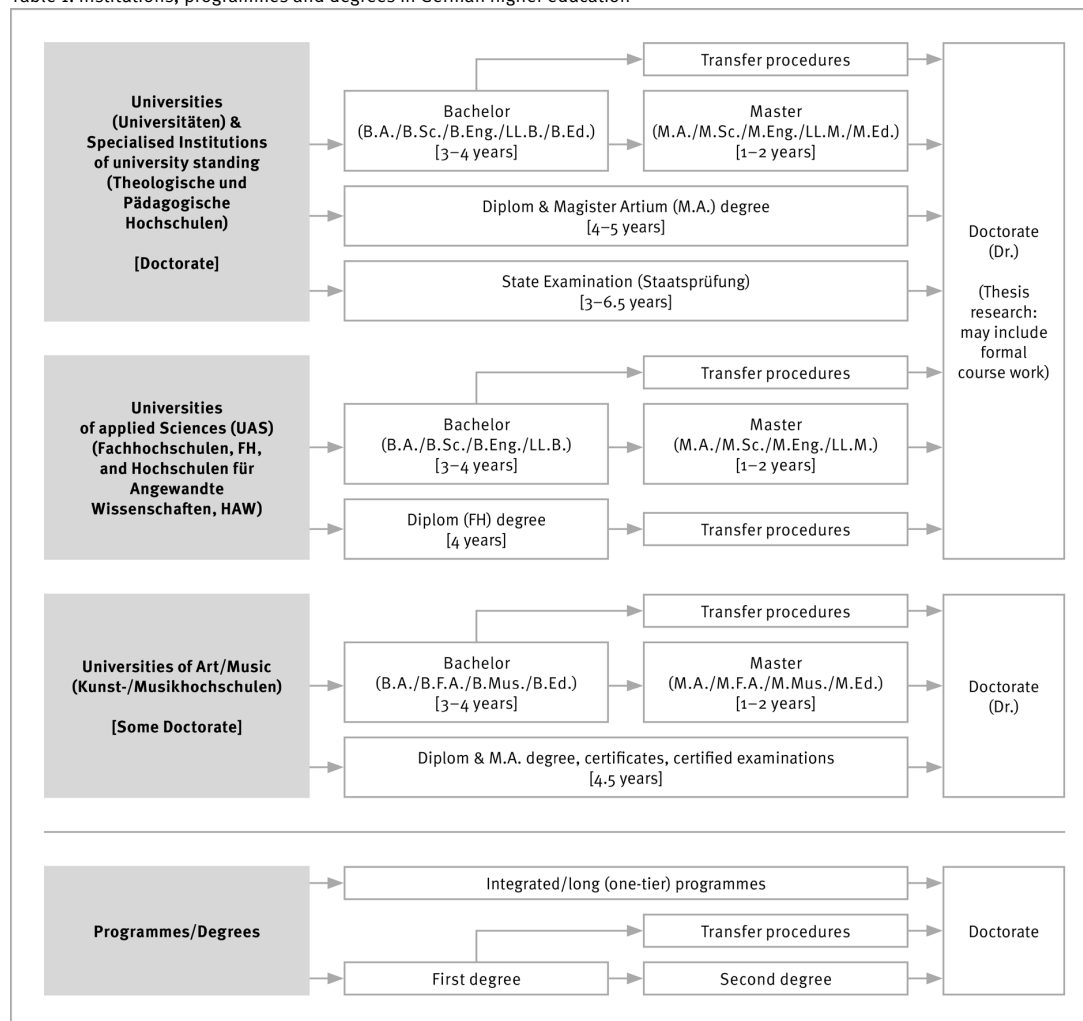 Table 1: Institutions, programmes and degrees in German higher education
Universities
(Universitäten) &
Specialised Institutions
of university standing
(Theologische und
Pädagogische
Hochschulen)
[Doctorate]
Transfer procedures
Bachelor
(B.A./B.Sc./B.Eng./LL.B./B.Ed.)
[3–4 years]
Master
(M.A./M.Sc./M.Eng./LL.M./M.Ed.)
[1–2 years]
Diplom & Magister Artium (M.A.) degree
[4–5 years]
State Examination (Staatsprüfung)
[3–6.5 years]
Doctorate
(Dr.)
(Thesis
research:
may include
formal
course work)
Universities
of applied Sciences (UAS)
(Fachhochschulen, FH,
and Hochschulen für
Angewandte
Wissenschaften, HAW)
Transfer procedures
Bachelor
(B.A./B.Sc./B.Eng./LL.B.)
[3–4 years]
Master
(M.A./M.Sc./M.Eng./LL.M.)
[1–2 years]
Diplom (FH) degree
[4 years]
Transfer procedures
Universities of Art/Music
(Kunst-/Musikhochschulen)
[Some Doctorate]
Transfer procedures
Bachelor
(B.A./B.F.A./B.Mus./B.Ed.)
[3–4 years]
Master
(M.A./M.F.A./M.Mus./M.Ed.)
[1–2 years]
Diplom & M.A. degree, certificates, certified examinations
[4.5 years]
Doctorate
(Dr.)
Programmes/Degrees
Integrated/long (one-tier) programmes
Transfer procedures
First degree
Second degree
Doctorate